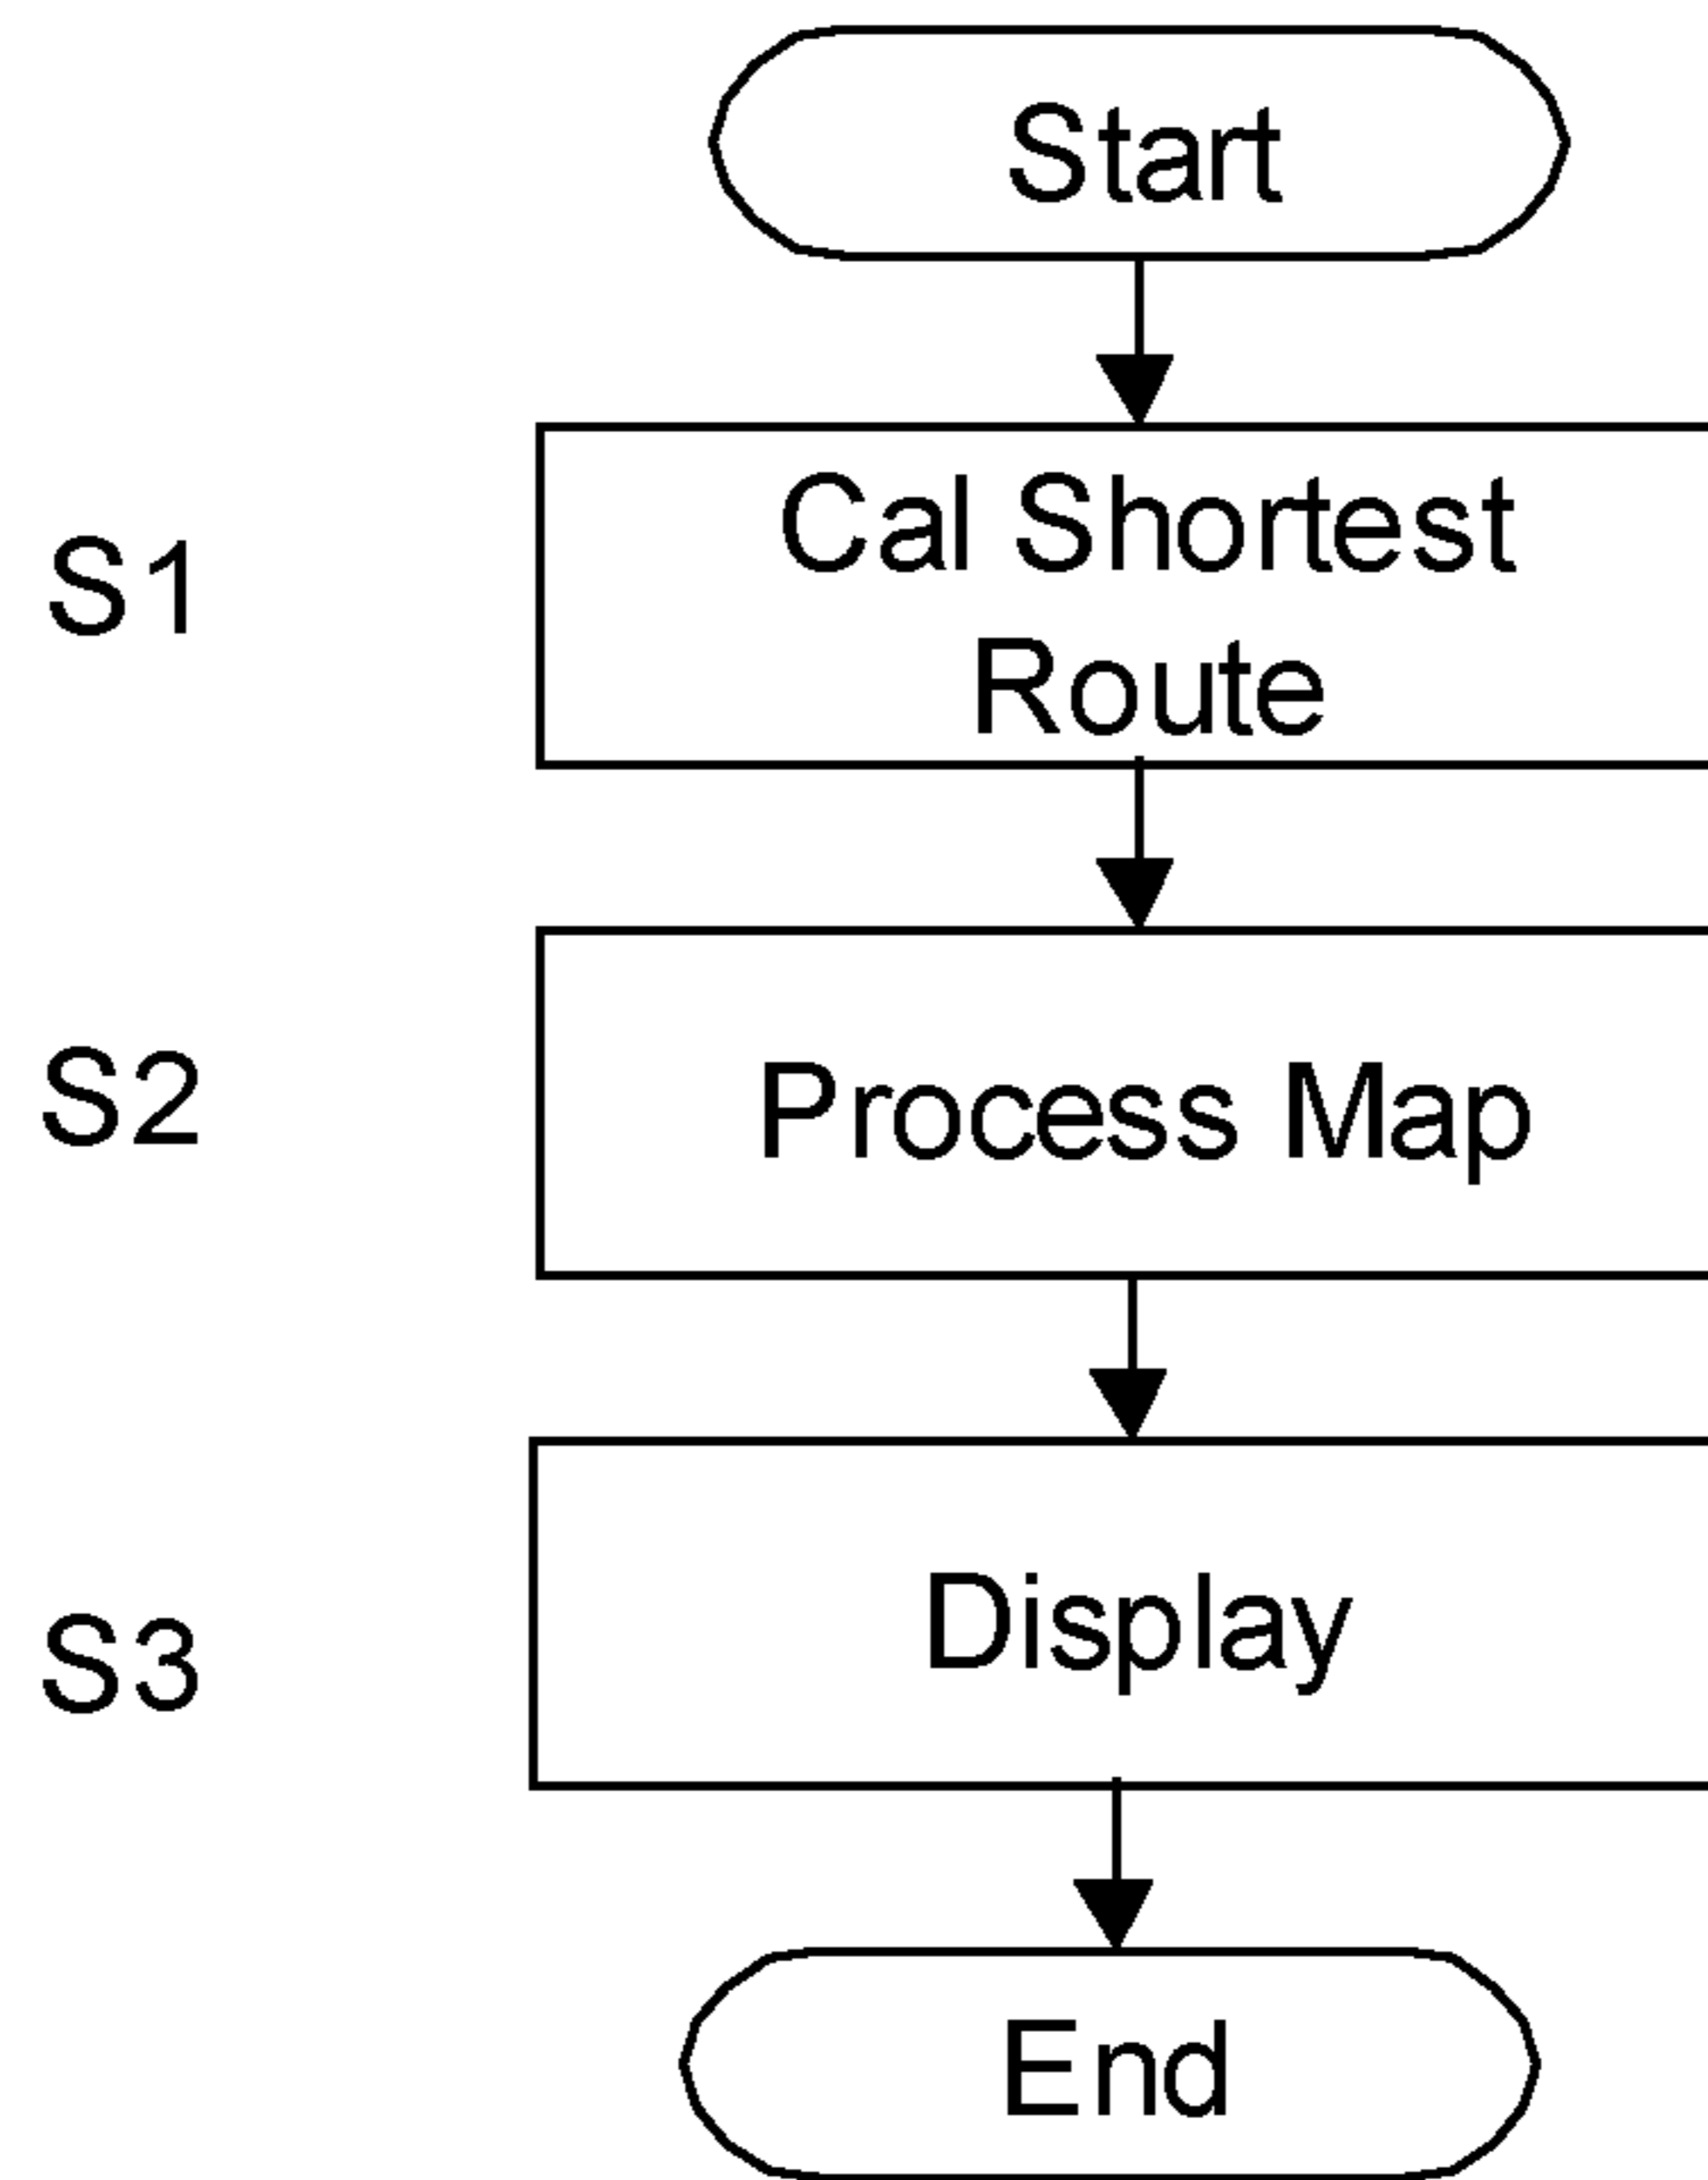 Start
S1
Cal Shortest
Route
S2
Process Map
S3
Display
End